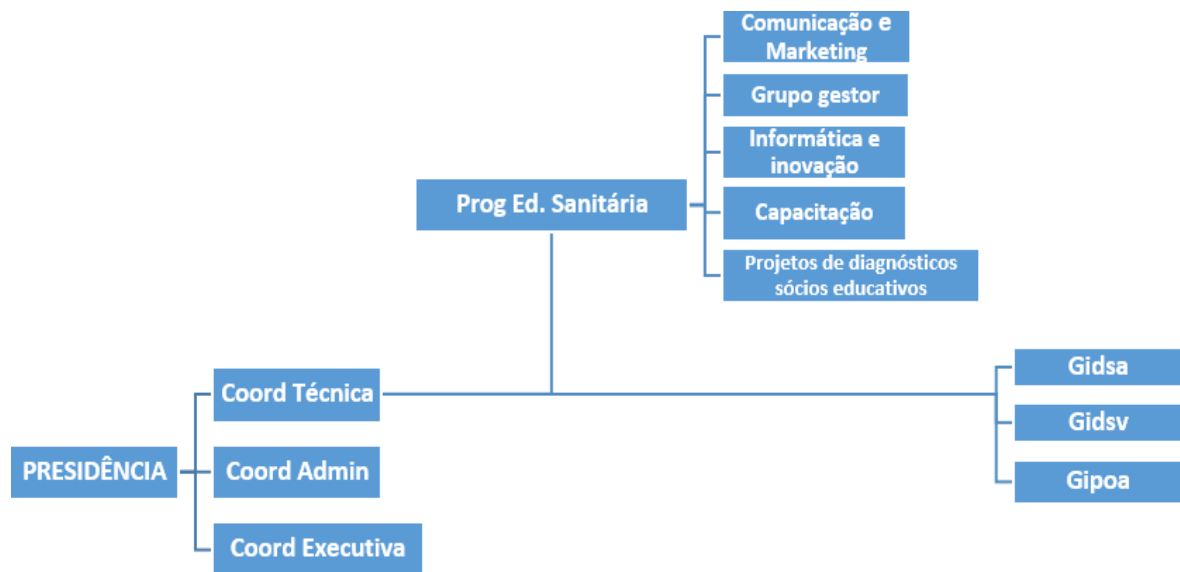 Comunicação e
Marketing
Grupo gestor
Informática e
inovação
Prog Ed. Sanitária
Capacitação
Projetos de diagnósticos
sócios educativos
Coord Técnica
Gidsa
Gidsv
PRESIDÊNCIA
Coord Admin
Gipoa
Coord Executiva